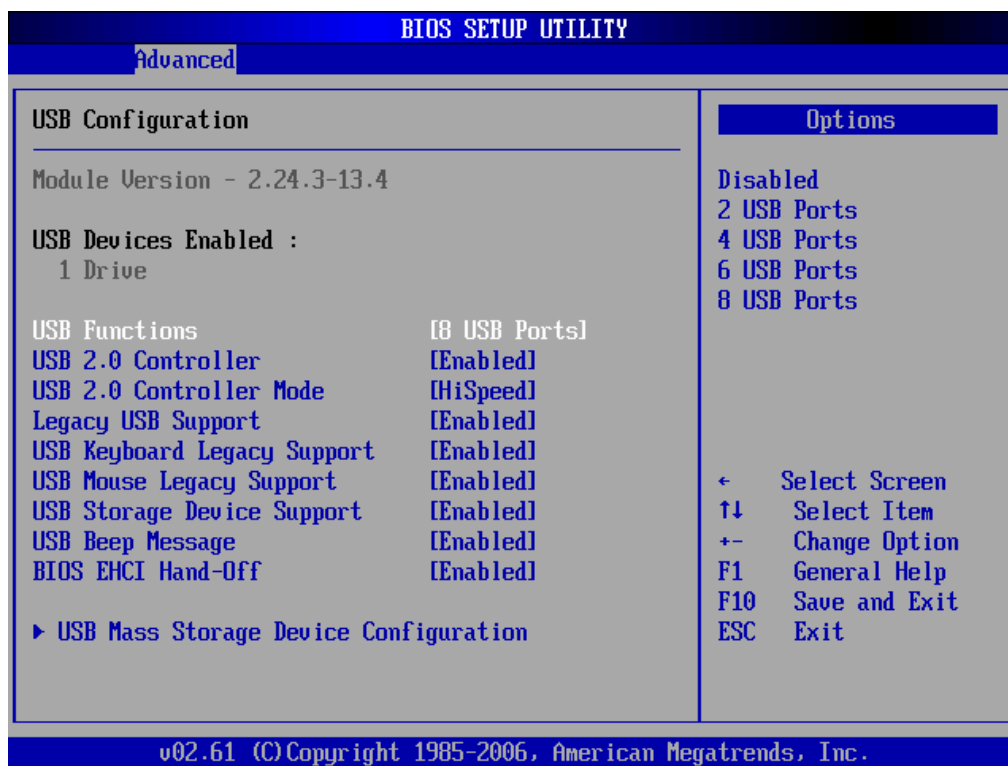 BIOS SETUP UTILITY
Advanced
USB Configuration
Module Version - 2.24.3-13.4
USB Devices Enabled :
1 Drive
USB Functions [8 USB Ports]
USB 2.0 Controller [Enabled]
USB 2.0 Controller Mode [HiSpeed]
Legacy USB Support [Enabled]
USB Keyboard Legacy Support [Enabled]
USB Mouse Legacy Support [Enabled]
USB Storage Device Support [Enabled]
USB Beep Message [Enabled]
BIOS EHCI Hand-Off [Enabled]
▶ USB Mass Storage Device Configuration
Options
Disabled
2 USB Ports
4 USB Ports
6 USB Ports
8 USB Ports
← Select Screen
↑↓ Select Item
+- Change Option
F1 General Help
F10 Save and Exit
ESC Exit
v02.61 (C)Copyright 1985-2006, American Megatrends, Inc.